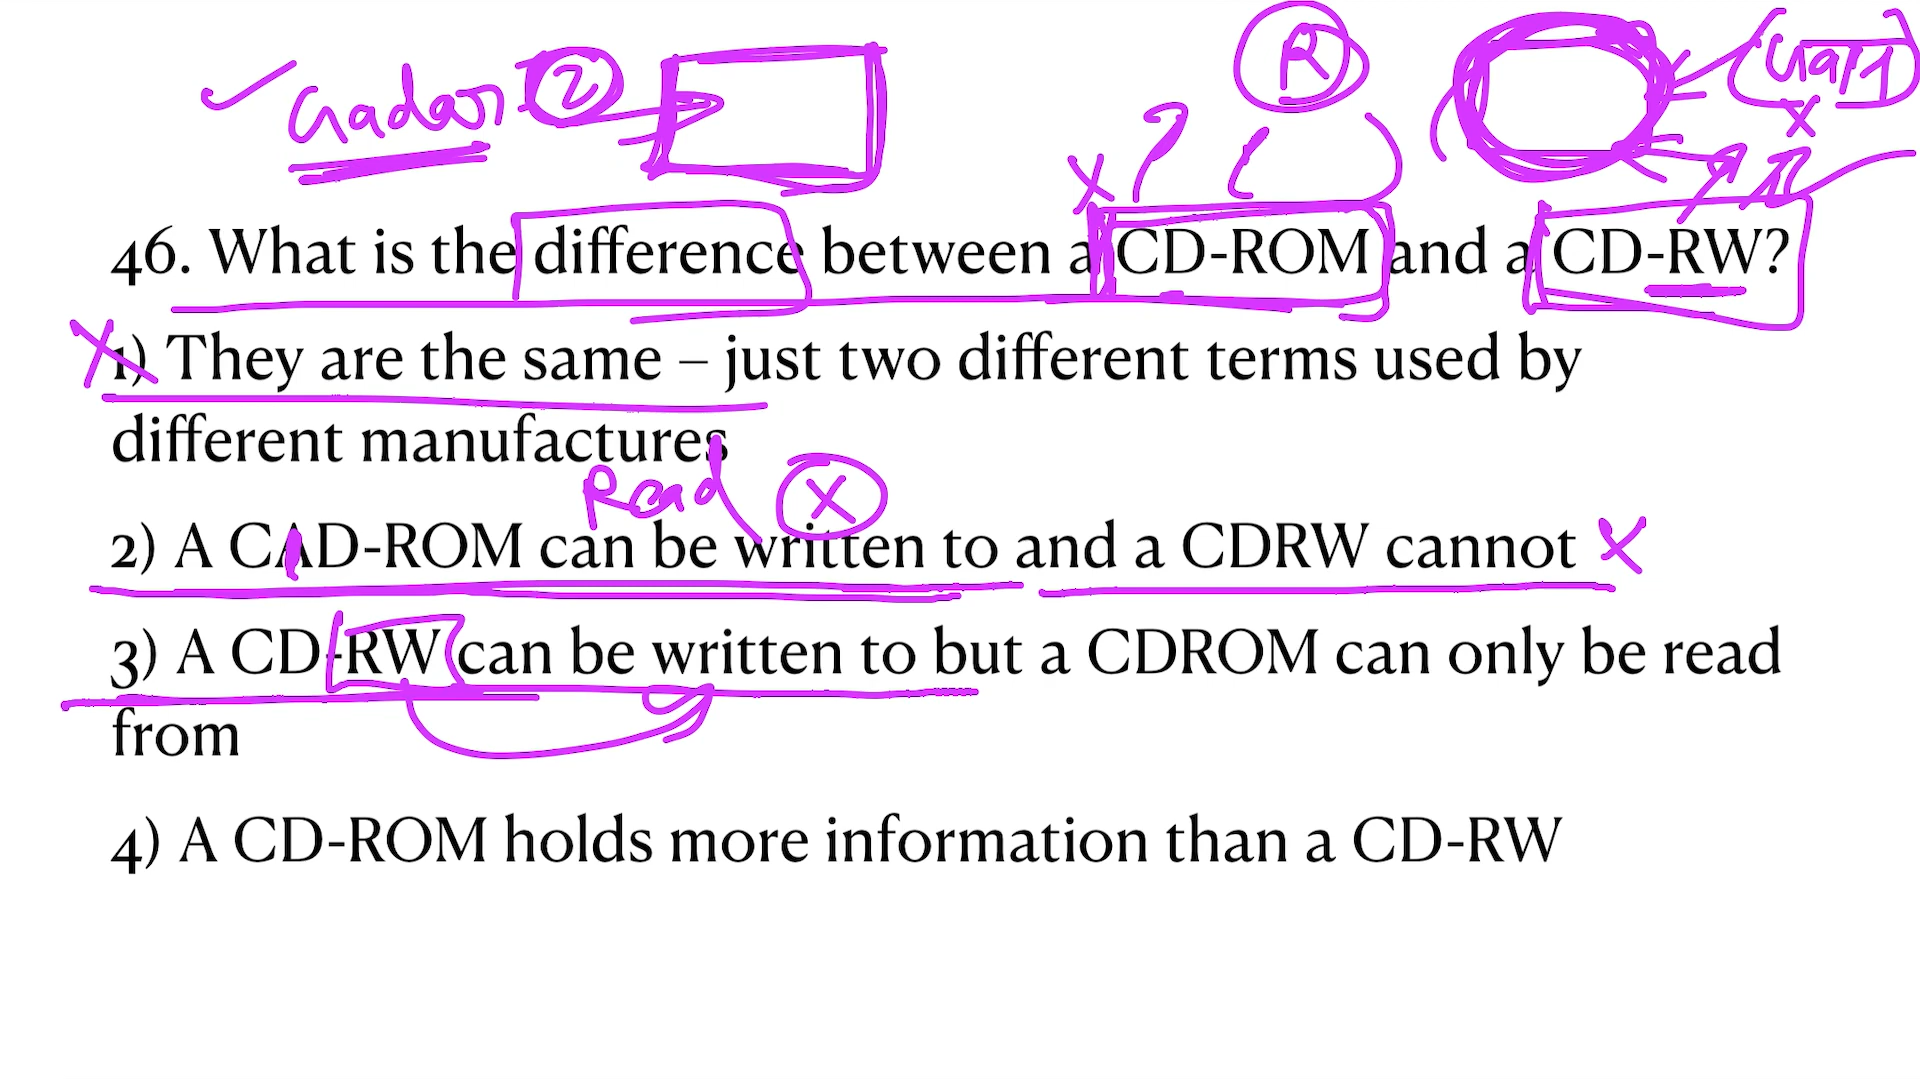 Gadar 2
R
Gap 1
46. What is the difference between a CD-ROM and a CD-RW?
1) They are the same – just two different terms used by
different manufactures
Read X
2) A CAD-ROM can be written to and a CDRW cannot X
3) A CD-RW can be written to but a CDROM can only be read
from
4) A CD-ROM holds more information than a CD-RW